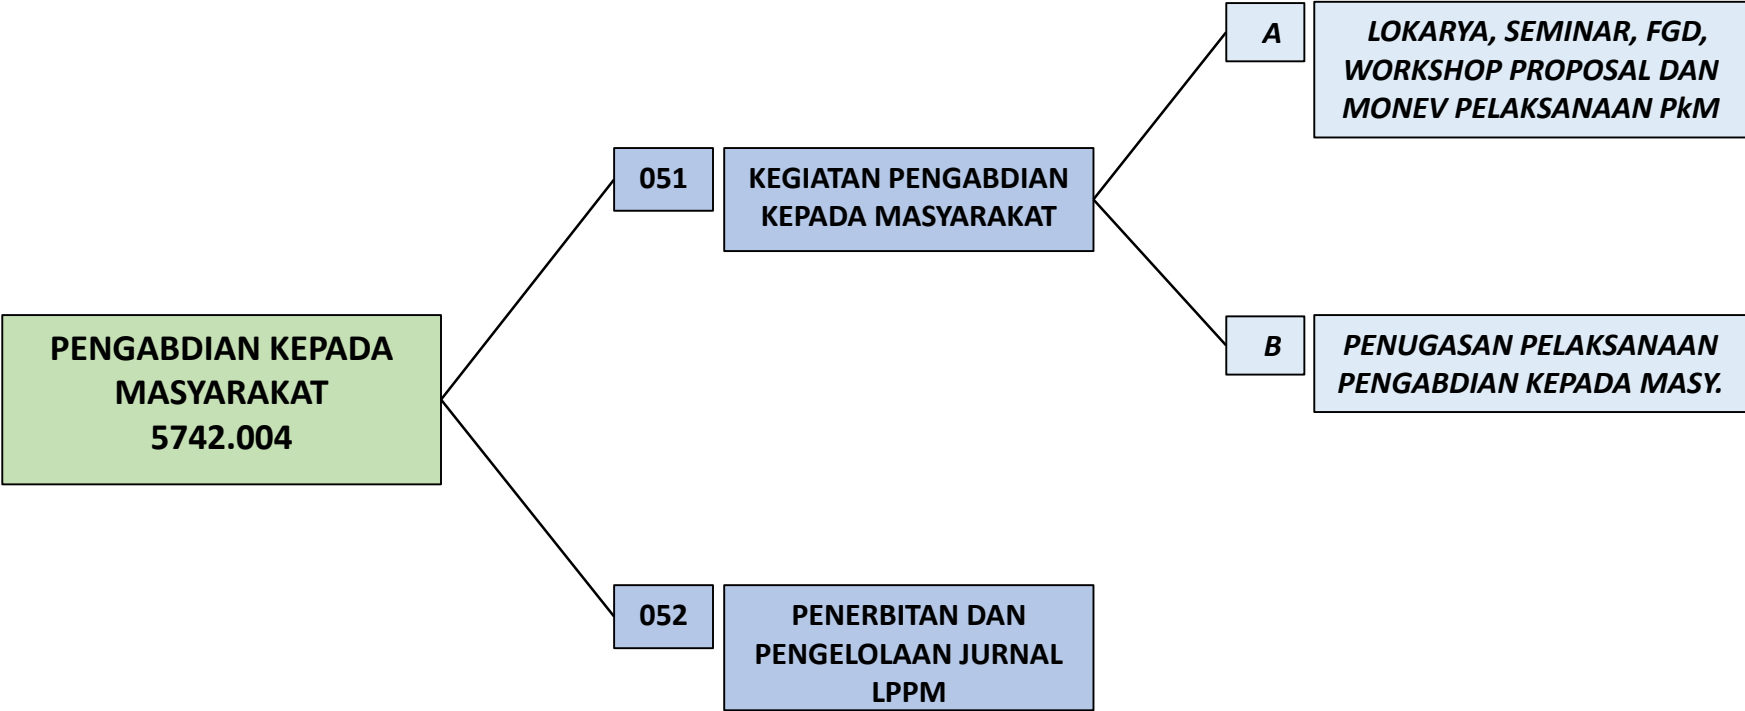 PENGABDIAN KEPADA
MASYARAKAT
5742.004
051
KEGIATAN PENGABDIAN
KEPADA MASYARAKAT
A
LOKARYA, SEMINAR, FGD,
WORKSHOP PROPOSAL DAN
MONEV PELAKSANAAN PkM
B
PENUGASAN PELAKSANAAN
PENGABDIAN KEPADA MASY.
052
PENERBITAN DAN
PENGELOLAAN JURNAL
LPPM